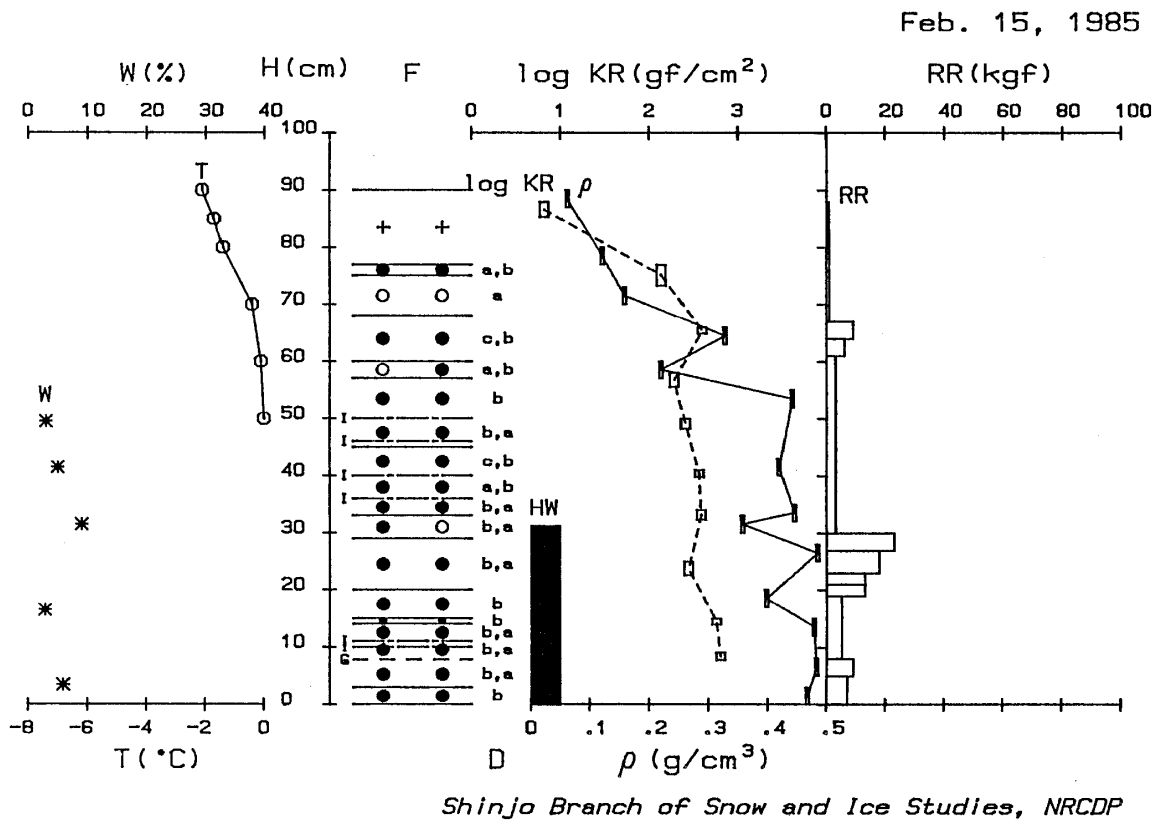 Feb. 15, 1985
W(%) H(cm) F log KR(gf/cm²) RR(kgf)
0 10 20 30 40 0 1 2 3 0 20 40 60 80 100
100
T log KR ρ RR
90
80
a,b
70 a
c,b
60 a,b
W b
50 I
I b,a
c,b
40 I a,b
I b,a HW
30 b,a
b,a
20 b
b
10 I b,a
I b,a
G b,a
0 b
-8 -6 -4 -2 0 0 .1 .2 .3 .4 .5
T(°C) D ρ (g/cm³)
Shinjo Branch of Snow and Ice Studies, NRCDP